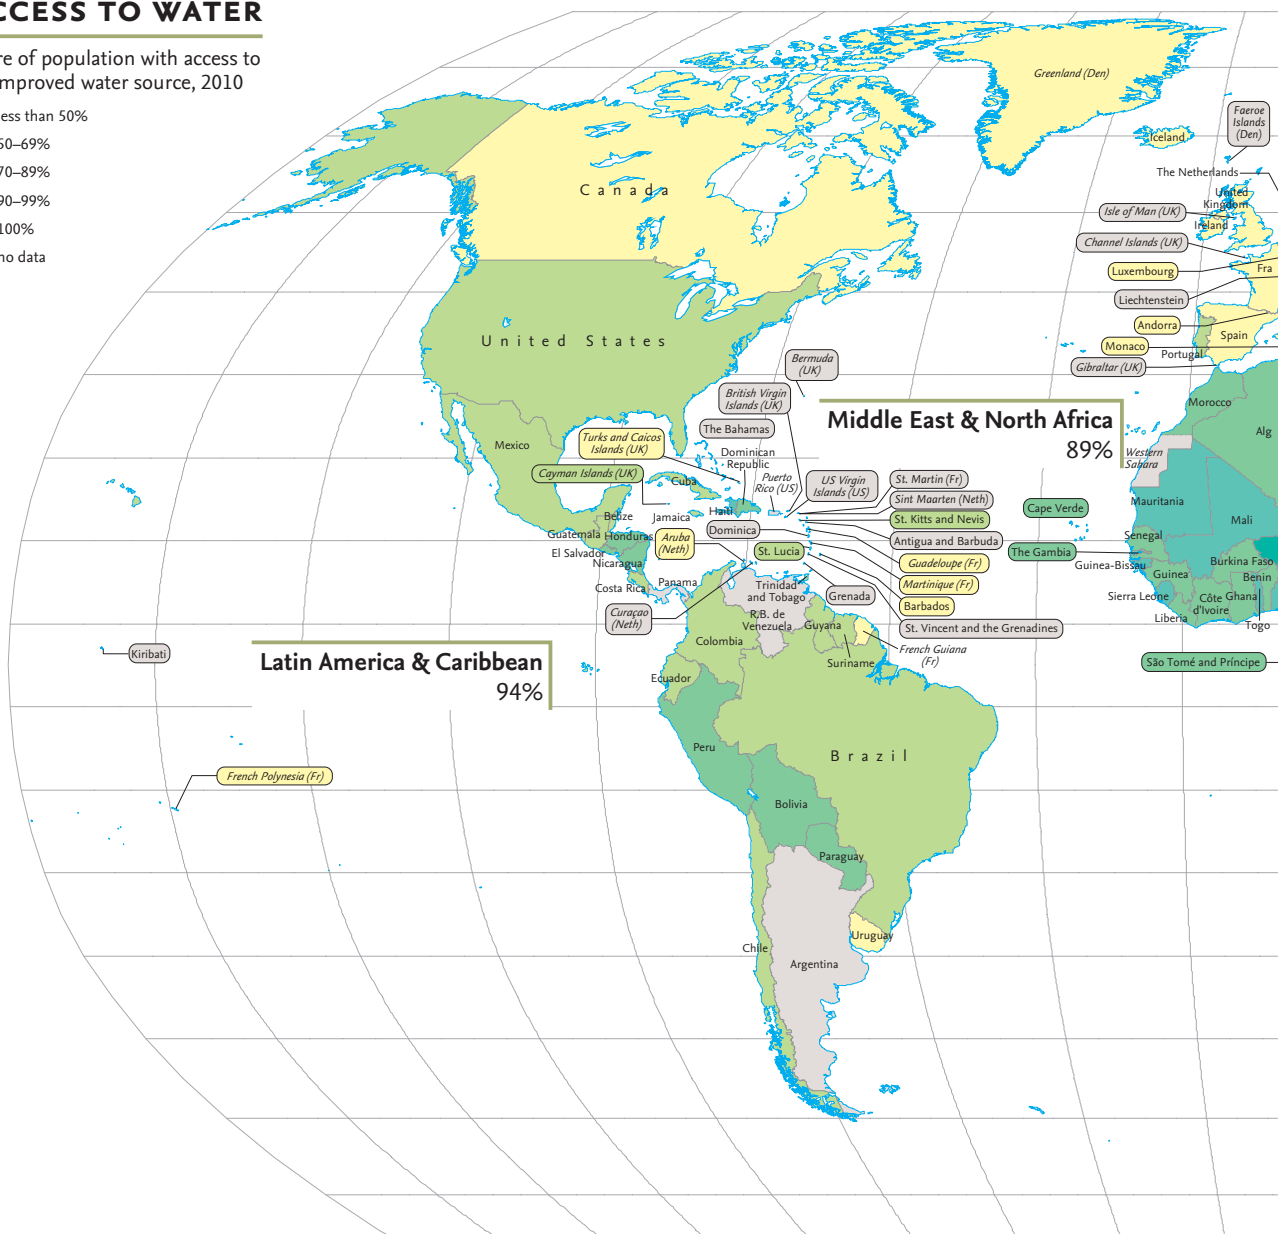 CCESS TO WATER
re of population with access to
improved water source, 2010
ess than 50%
50–69%
70–89%
90–99%
100%
no data
Greenland (Den)
Faeroe
Islands
(Den)
Iceland
The Netherlands
United
Kingdom
Isle of Man (UK)
Ireland
Channel Islands (UK)
Luxembourg
Fra
Liechtenstein
Andorra
Spain
Monaco
Portugal
Gibraltar (UK)
Canada
United States
Bermuda
(UK)
British Virgin
Islands (UK)
The Bahamas
Middle East & North Africa
89%
Morocco
Alg
Western
Sahara
Mexico
Turks and Caicos
Islands (UK)
Cayman Islands (UK)
Dominican
Republic
Cuba
Puerto
Rico (US)
US Virgin
Islands (US)
St. Martin (Fr)
Sint Maarten (Neth)
St. Kitts and Nevis
Antigua and Barbuda
Guadeloupe (Fr)
Martinique (Fr)
Barbados
St. Vincent and the Grenadines
Haiti
Jamaica
Belize
Guatemala
Honduras
El Salvador
Nicaragua
Costa Rica
Panama
Aruba
(Neth)
Dominica
St. Lucia
Grenada
Curaçao
(Neth)
Trinidad
and Tobago
R.B. de
Venezuela
Guyana
Colombia
Suriname
French Guiana
(Fr)
Ecuador
Cape Verde
Mauritania
Mali
Senegal
The Gambia
Guinea-Bissau
Guinea
Burkina Faso
Benin
Sierra Leone
Côte
d'Ivoire
Ghana
Liberia
Togo
São Tomé and Príncipe
Kiribati
Latin America & Caribbean
94%
French Polynesia (Fr)
Peru
Brazil
Bolivia
Paraguay
Uruguay
Chile
Argentina